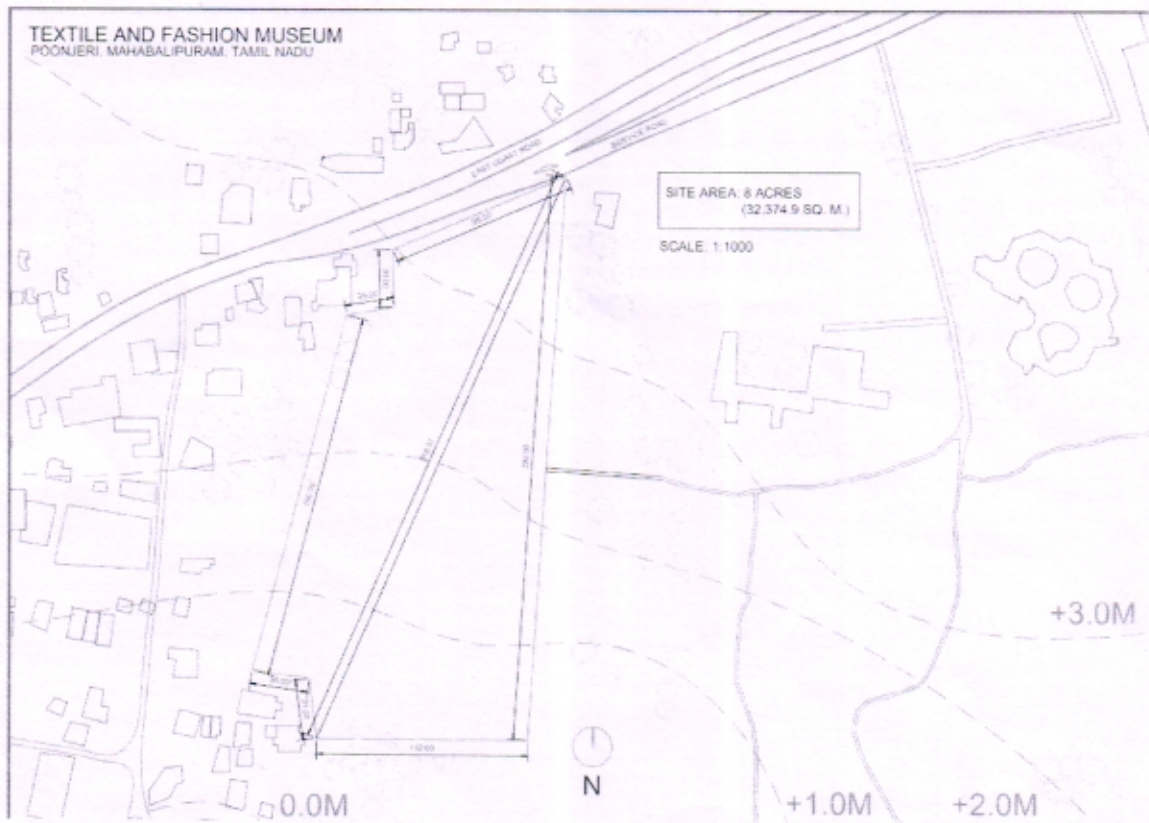 TEXTILE AND FASHION MUSEUM
POONJERI, MAHABALIPURAM, TAMIL NADU
EAST COAST ROAD
SERVICE ROAD
SITE AREA: 8 ACRES
(32,374.9 SQ. M.)
SCALE: 1:1000
+3.0M
N
0.0M
+1.0M
+2.0M